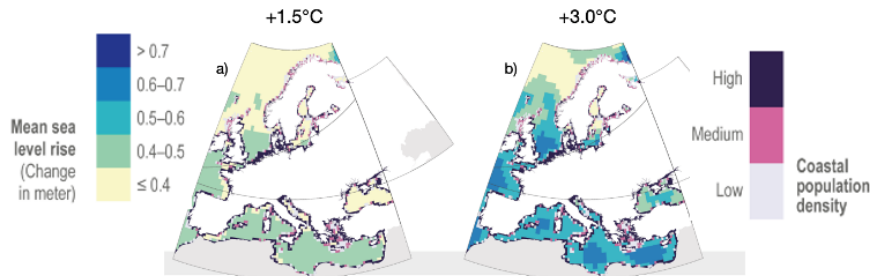 +1.5°C
+3.0°C
a)
b)
Mean sea
level rise
(Change
in meter)
> 0.7
0.6–0.7
0.5–0.6
0.4–0.5
≤ 0.4
High
Medium
Low
Coastal
population
density